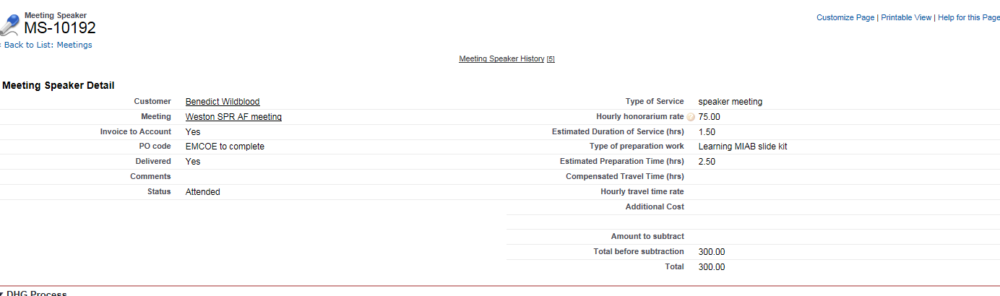 Meeting Speaker
MS-10192
Customize Page | Printable View | Help for this Page
Back to List: Meetings
Meeting Speaker History [5]
Meeting Speaker Detail
Customer Benedict Wildblood Type of Service speaker meeting
Meeting Weston SPR AF meeting Hourly honorarium rate ? 75.00
Invoice to Account Yes Estimated Duration of Service (hrs) 1.50
PO code EMCOE to complete Type of preparation work Learning MIAB slide kit
Delivered Yes Estimated Preparation Time (hrs) 2.50
Comments Compensated Travel Time (hrs)
Status Attended Hourly travel time rate
Additional Cost
Amount to subtract
Total before subtraction 300.00
Total 300.00
DHG Process